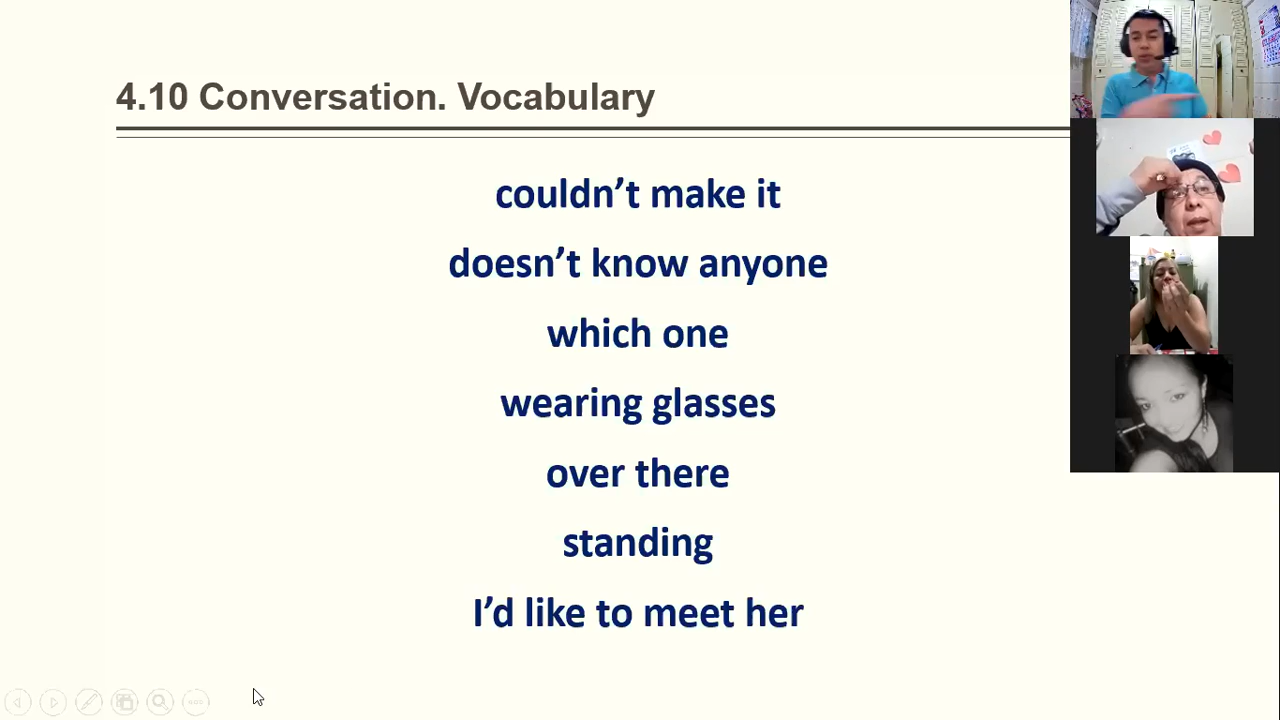 4.10 Conversation. Vocabulary
couldn’t make it
doesn’t know anyone
which one
wearing glasses
over there
standing
I’d like to meet her